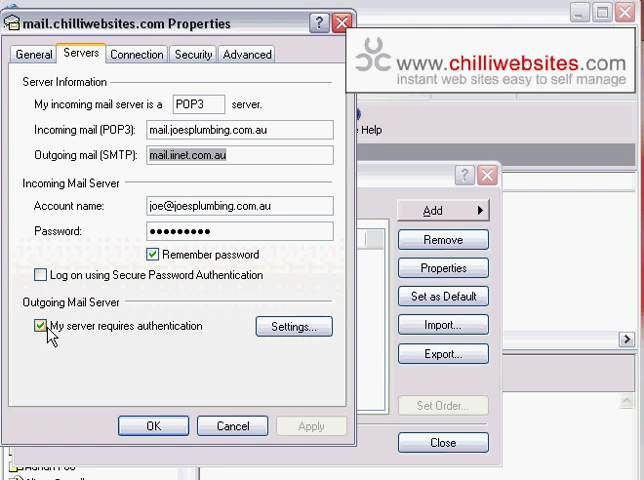 mail.chilliwebsites.com Properties
General Servers Connection Security Advanced
www.chilliwebsites.com
instant web sites easy to self manage
Server Information
My incoming mail server is a POP3 server.
Incoming mail (POP3): mail.joesplumbing.com.au
Outgoing mail (SMTP): mail.iinet.com.au
Incoming Mail Server
Account name: joe@joesplumbing.com.au
Password: •••••••••
Remember password
Log on using Secure Password Authentication
Outgoing Mail Server
My server requires authentication Settings...
OK Cancel Apply
Help
Add
Remove
Properties
Set as Default
Import...
Export...
Set Order...
Close